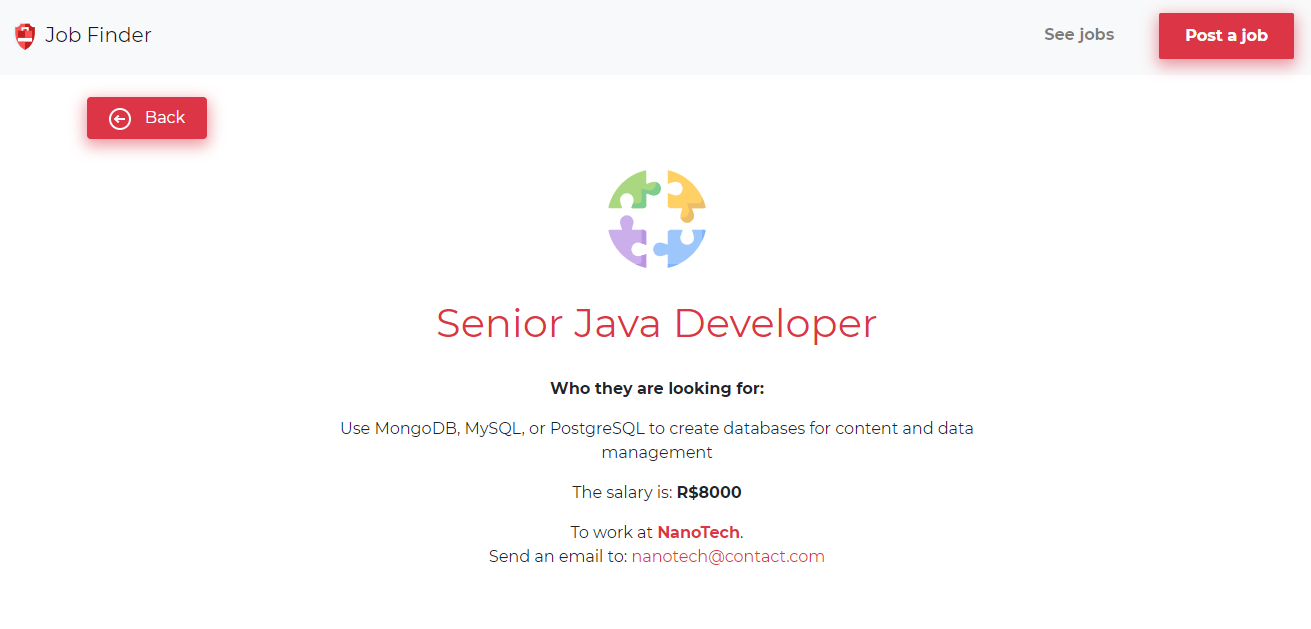 Job Finder
See jobs
Post a job
Back
Senior Java Developer
Who they are looking for:
Use MongoDB, MySQL, or PostgreSQL to create databases for content and data
management
The salary is: R$8000
To work at NanoTech.
Send an email to: nanotech@contact.com